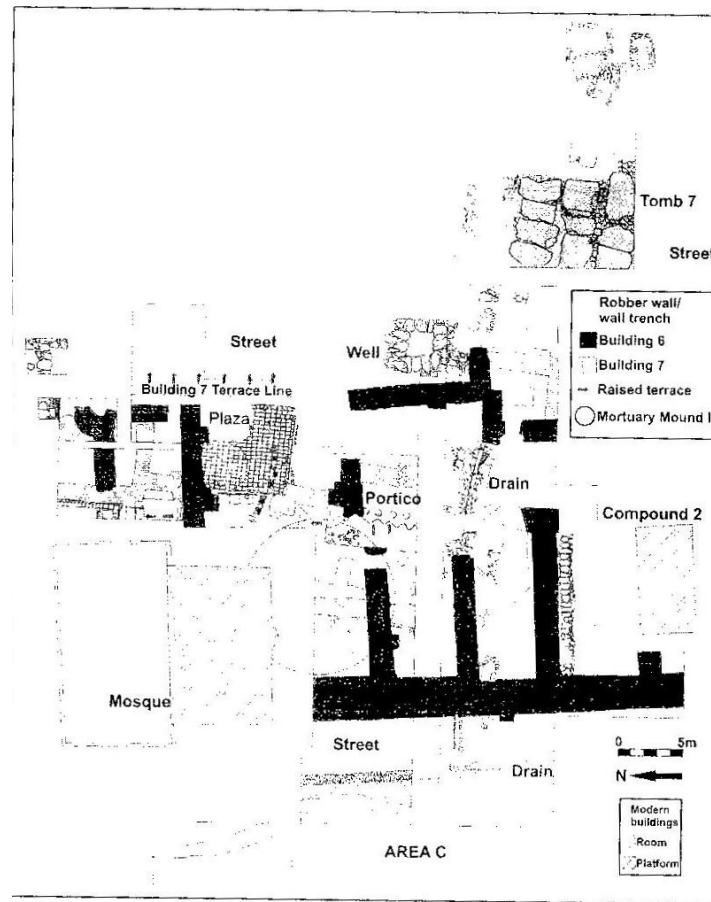 Tomb 7
Street
Robber wall/
wall trench
Building 6
Building 7
Raised terrace
Mortuary Mound I
Street
Well
Building 7 Terrace Line
Plaza
Portico
Drain
Compound 2
Mosque
Street
Drain
0 5m
N
Modern
buildings
Room
Platform
AREA C